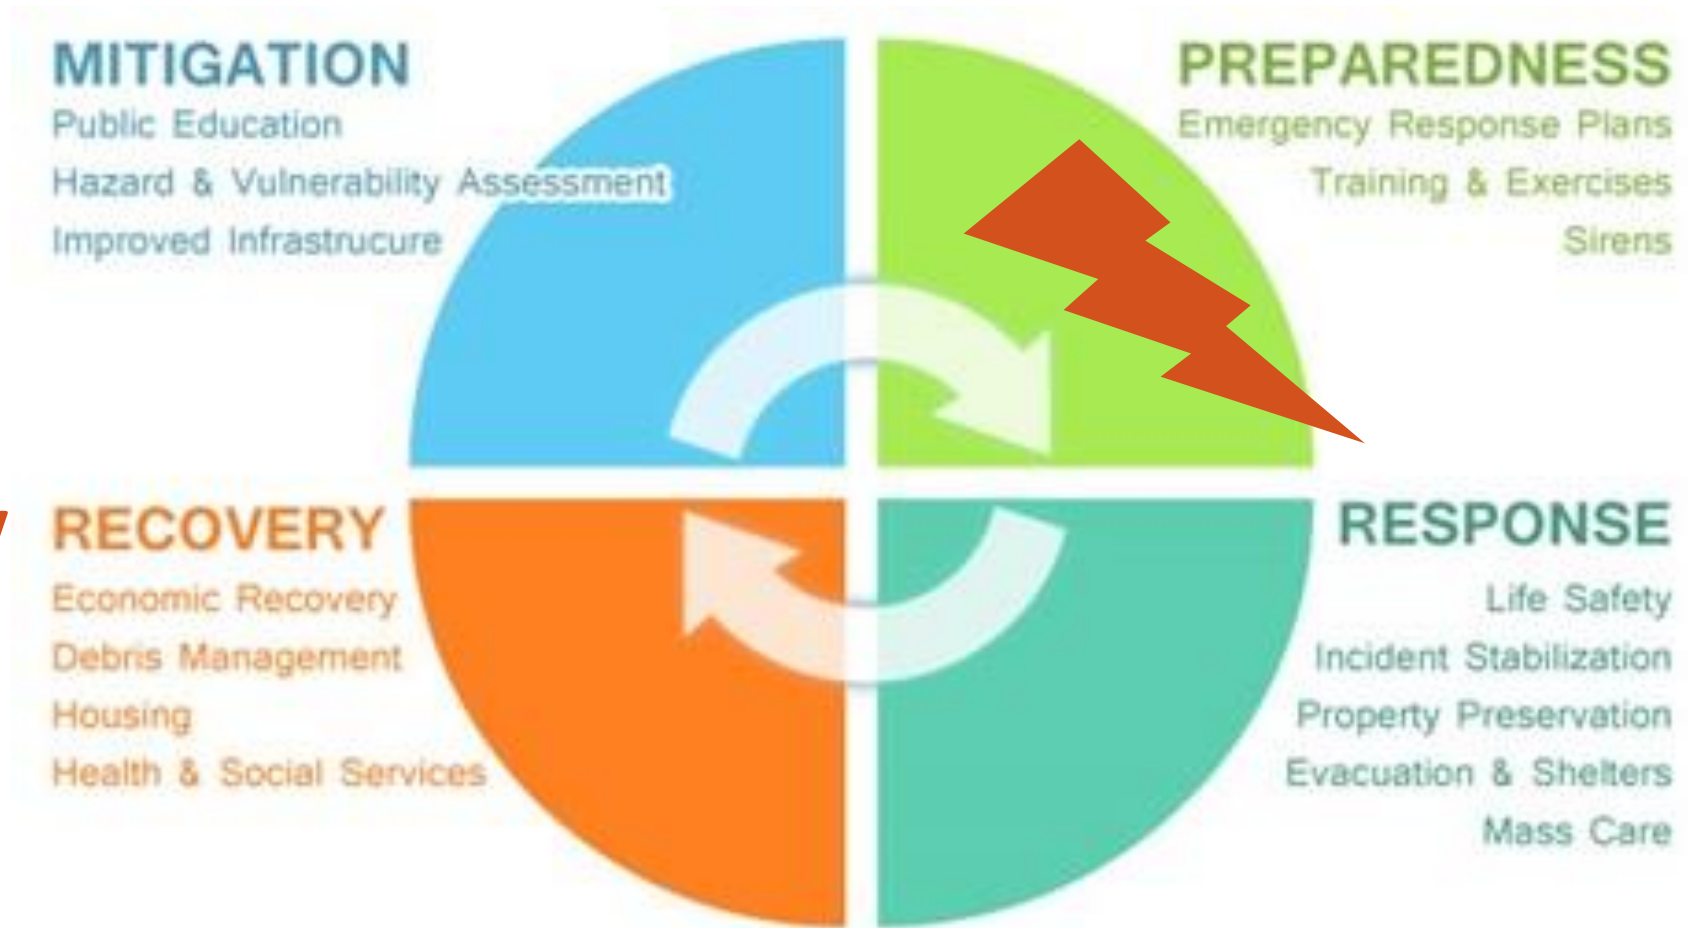 MITIGATION
Public Education
Hazard & Vulnerability Assessment
Improved Infrastrucure
PREPAREDNESS
Emergency Response Plans
Training & Exercises
Sirens
RECOVERY
Economic Recovery
Debris Management
Housing
Health & Social Services
RESPONSE
Life Safety
Incident Stabilization
Property Preservation
Evacuation & Shelters
Mass Care